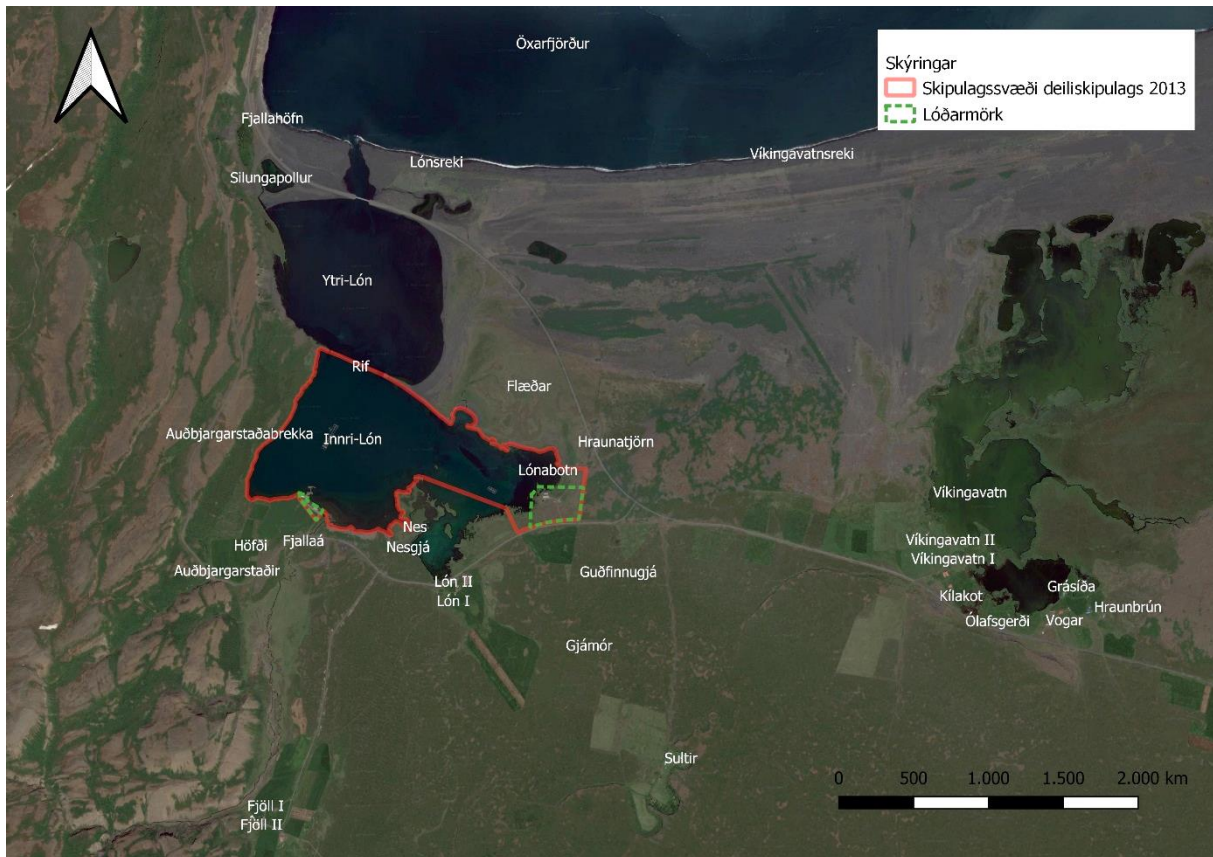 Öxarfjörður
Skýringar
Skipulagssvæði deiliskipulags 2013
Lóðarmörk
Fjallahöfn
Lónsreki
Víkingavatnsreki
Silungapollur
Ytri-Lón
Rif
Flæðar
Auðbjargarstaðabrekka
Innri-Lón
Hraunatjörn
Lónabotn
Víkingavatn
Nes
Höfði
Fjallaá
Nesgjá
Víkingavatn II
Víkingavatn I
Auðbjargarstaðir
Guðfinnugjá
Lón II
Lón I
Grásíða
Kílakot
Hraunbrún
Ólafsgerði
Vogar
Gjámór
Sultir
0 500 1.000 1.500 2.000 km
Fjöll I
Fjöll II